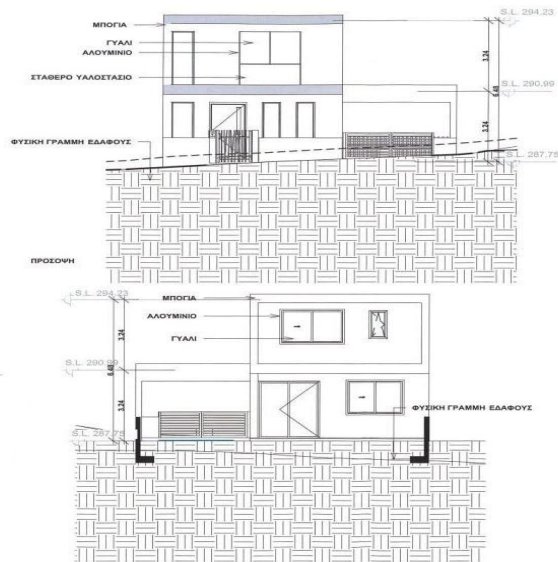 S.L. 294.23
ΜΠΟΓΙΑ
ΓΥΑΛΙ
ΑΛΟΥΜΙΝΙΟ
3.24
ΣΤΑΘΕΡΟ ΥΑΛΟΣΤΑΣΙΟ
S.L. 290.99
6.48
3.24
ΦΥΣΙΚΗ ΓΡΑΜΜΗ ΕΔΑΦΟΥΣ
S.L. 287.75
ΠΡΟΣΟΨΗ
S.L. 294.23
ΜΠΟΓΙΑ
ΑΛΟΥΜΙΝΙΟ
3.24
ΓΥΑΛΙ
S.L. 290.99
6.48
3.24
ΦΥΣΙΚΗ ΓΡΑΜΜΗ ΕΔΑΦΟΥΣ
S.L. 287.75